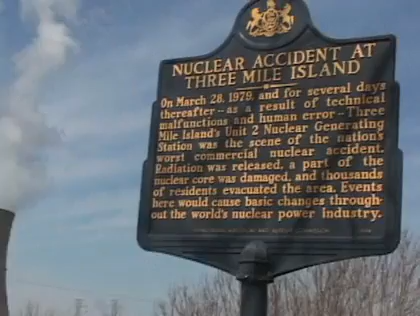 NUCLEAR ACCIDENT AT
THREE MILE ISLAND
On March 28, 1979, and for several days
thereafter -- as a result of technical
malfunctions and human error -- Three
Mile Island's Unit 2 Nuclear Generating
Station was the scene of the nation's
worst commercial nuclear accident.
Radiation was released, a part of the
nuclear core was damaged, and thousands
of residents evacuated the area. Events
here would cause basic changes through-
out the world's nuclear power industry.